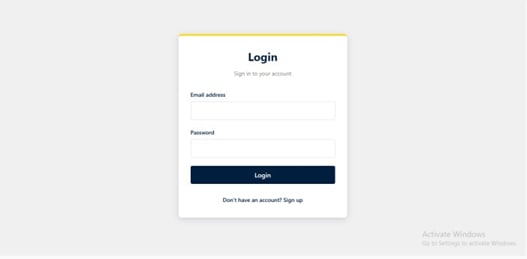 Login
Sign in to your account
Email address
Password
Login
Don't have an account? Sign up
Activate Windows
Go to Settings to activate Windows.